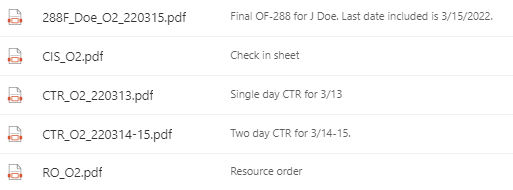 288F_Doe_O2_220315.pdf Final OF-288 for J Doe. Last date included is 3/15/2022.
CIS_O2.pdf Check in sheet
CTR_O2_220313.pdf Single day CTR for 3/13
CTR_O2_220314-15.pdf Two day CTR for 3/14-15.
RO_O2.pdf Resource order